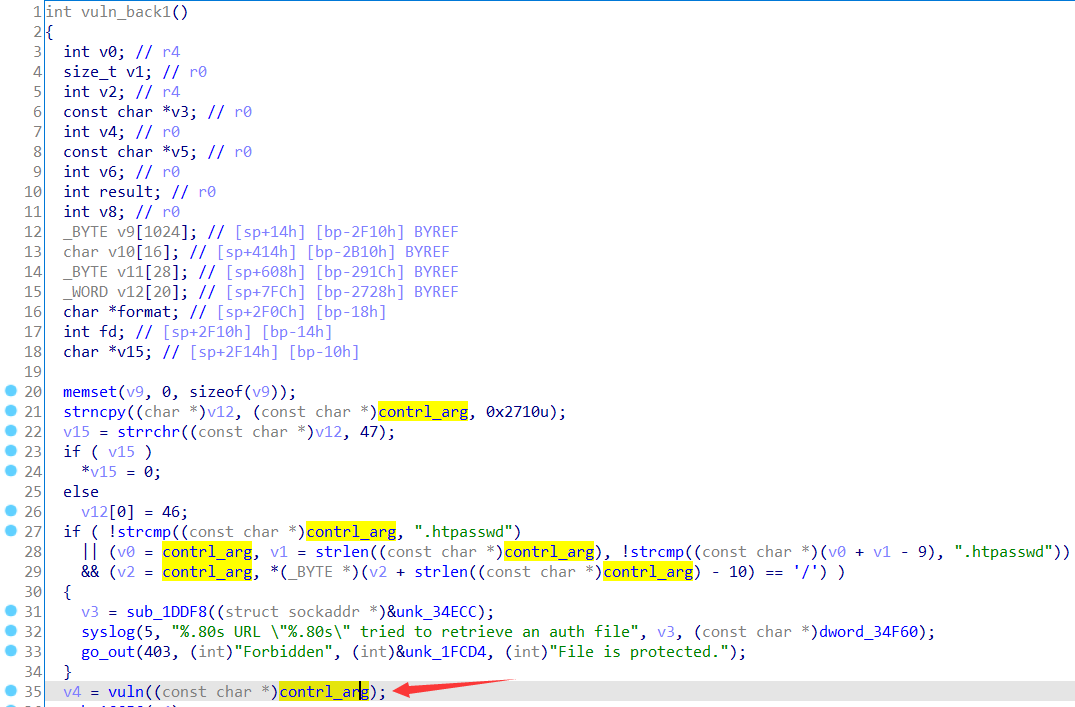 1 int vuln_back1()
2 {
3 int v0; // r4
4 size_t v1; // r0
5 int v2; // r4
6 const char *v3; // r0
7 int v4; // r0
8 const char *v5; // r0
9 int v6; // r0
10 int result; // r0
11 int v8; // r0
12 _BYTE v9[1024]; // [sp+14h] [bp-2F10h] BYREF
13 char v10[16]; // [sp+414h] [bp-2B10h] BYREF
14 _BYTE v11[28]; // [sp+608h] [bp-291Ch] BYREF
15 _WORD v12[20]; // [sp+7FCh] [bp-2728h] BYREF
16 char *format; // [sp+2F0Ch] [bp-18h]
17 int fd; // [sp+2F10h] [bp-14h]
18 char *v15; // [sp+2F14h] [bp-10h]
19
20 memset(v9, 0, sizeof(v9));
21 strncpy((char *)v12, (const char *)contrl_arg, 0x2710u);
22 v15 = strrchr((const char *)v12, 47);
23 if ( v15 )
24 *v15 = 0;
25 else
26 v12[0] = 46;
27 if ( !strcmp((const char *)contrl_arg, ".htpasswd")
28 || (v0 = contrl_arg, v1 = strlen((const char *)contrl_arg), !strcmp((const char *)(v0 + v1 - 9), ".htpasswd"))
29 && (v2 = contrl_arg, *(_BYTE *)(v2 + strlen((const char *)contrl_arg) - 10) == '/') )
30 {
31 v3 = sub_1DDF8((struct sockaddr *)&unk_34ECC);
32 syslog(5, "%.80s URL \"%.80s\" tried to retrieve an auth file", v3, (const char *)dword_34F60);
33 go_out(403, (int)"Forbidden", (int)&unk_1FCD4, (int)"File is protected.");
34 }
35 v4 = vuln((const char *)contrl_arg);